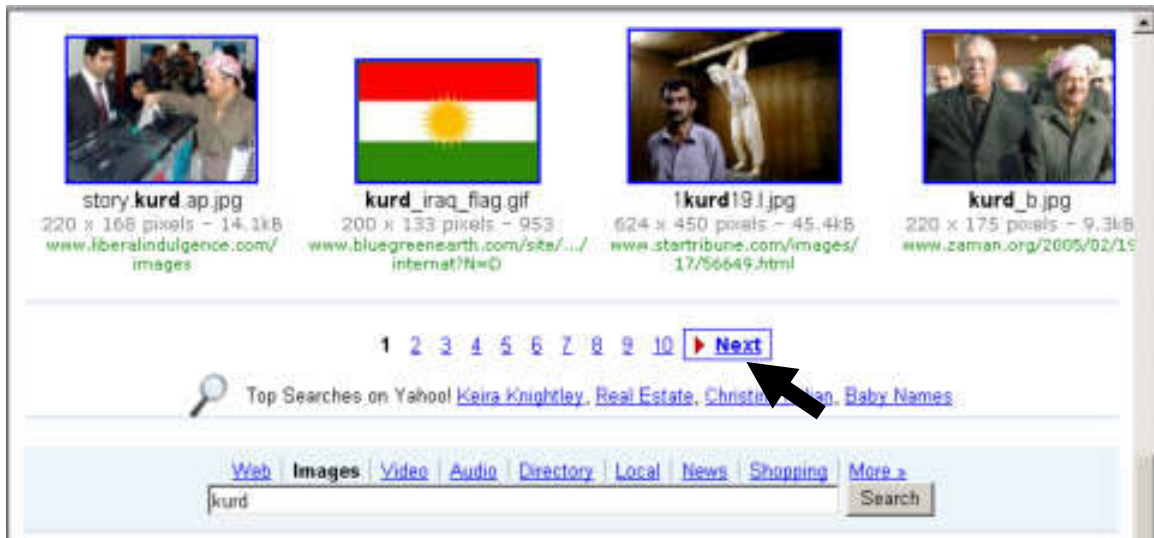 story.kurd.ap.jpg
220 x 168 pixels - 14.1kB
www.liberalindulgence.com/
images
kurd_iraq_flag.gif
200 x 133 pixels - 953
www.bluegreenearth.com/site/.../
internat?N=D
1kurd19.l.jpg
624 x 450 pixels - 45.4kB
www.startribune.com/images/
17/56649.html
kurd_b.jpg
220 x 175 pixels - 9.3kB
www.zaman.org/2005/02/19
1 2 3 4 5 6 7 8 9 10 Next
Top Searches on Yahoo! Keira Knightley, Real Estate, Baby Names
Web Images Video Audio Directory Local News Shopping More »
kurd Search